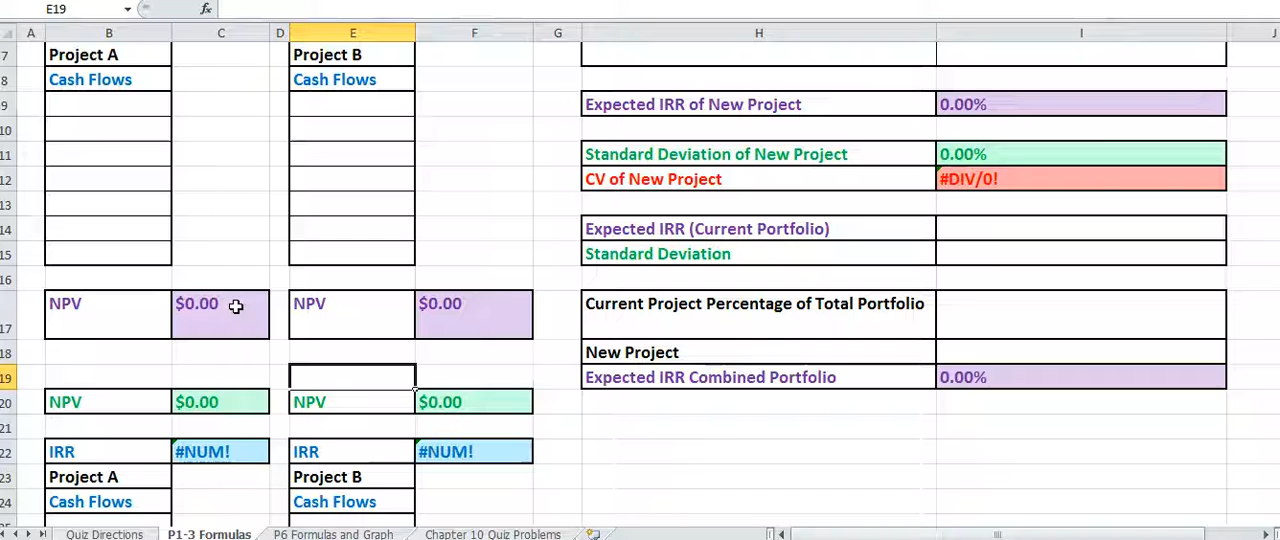 E19 fx
A B C D E F G H I J
7 Project A Project B
8 Cash Flows Cash Flows
9 Expected IRR of New Project 0.00%
10
11 Standard Deviation of New Project 0.00%
12 CV of New Project #DIV/0!
13
14 Expected IRR (Current Portfolio)
15 Standard Deviation
16
NPV $0.00 NPV $0.00 Current Project Percentage of Total Portfolio
17
18 New Project
19 Expected IRR Combined Portfolio 0.00%
20 NPV $0.00 NPV $0.00
21
22 IRR #NUM! IRR #NUM!
23 Project A Project B
24 Cash Flows Cash Flows
Quiz Directions P1-3 Formulas P6 Formulas and Graph Chapter 10 Quiz Problems